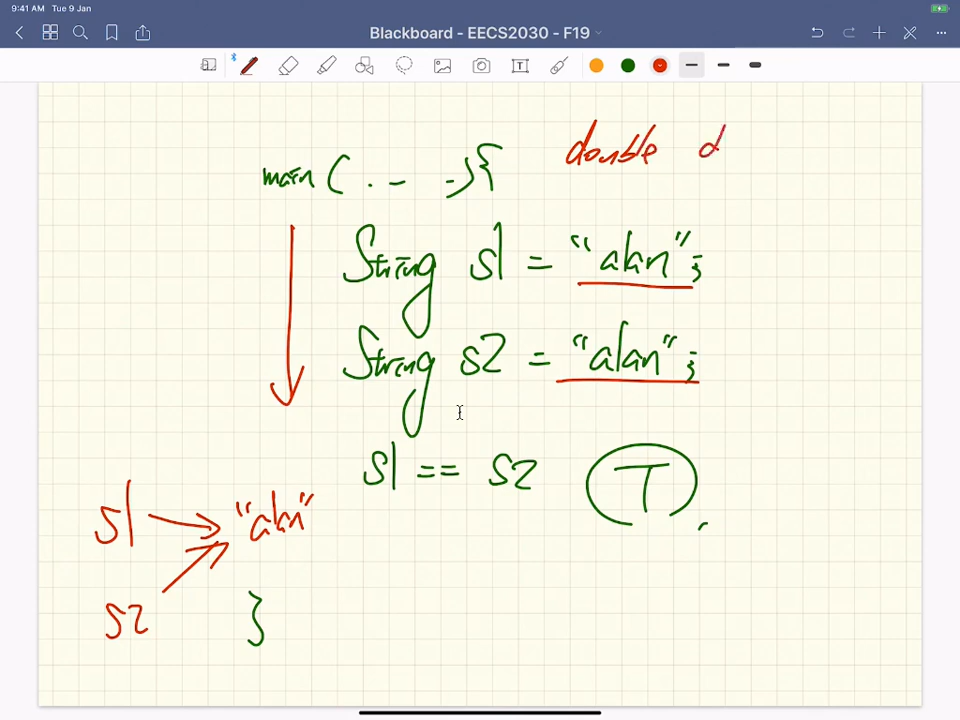 9:41 AM Tue 9 Jan
Blackboard - EECS2030 - F19
double d
main (. - - -) {
String s1 = "alan";
String s2 = "alan";
s1 == s2 T
s1 "alan"
s2 }